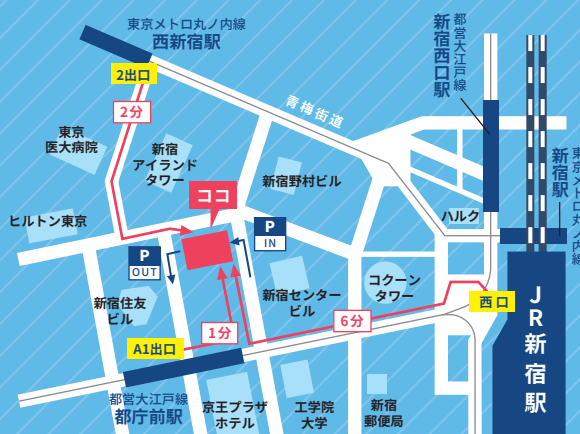 東京メトロ丸ノ内線
西新宿駅
都営大江戸線
新宿西口駅
2出口
2分
青梅街道
東京
医大病院
新宿
アイランド
タワー
新宿野村ビル
東京メトロ丸ノ内線
新宿駅
ココ
ヒルトン東京
ハルク
P
IN
P
OUT
新宿住友
ビル
新宿センター
ビル
コクーン
タワー
西口
JR新宿駅
6分
1分
A1出口
都営大江戸線
都庁前駅
京王プラザ
ホテル
工学院
大学
新宿
郵便局